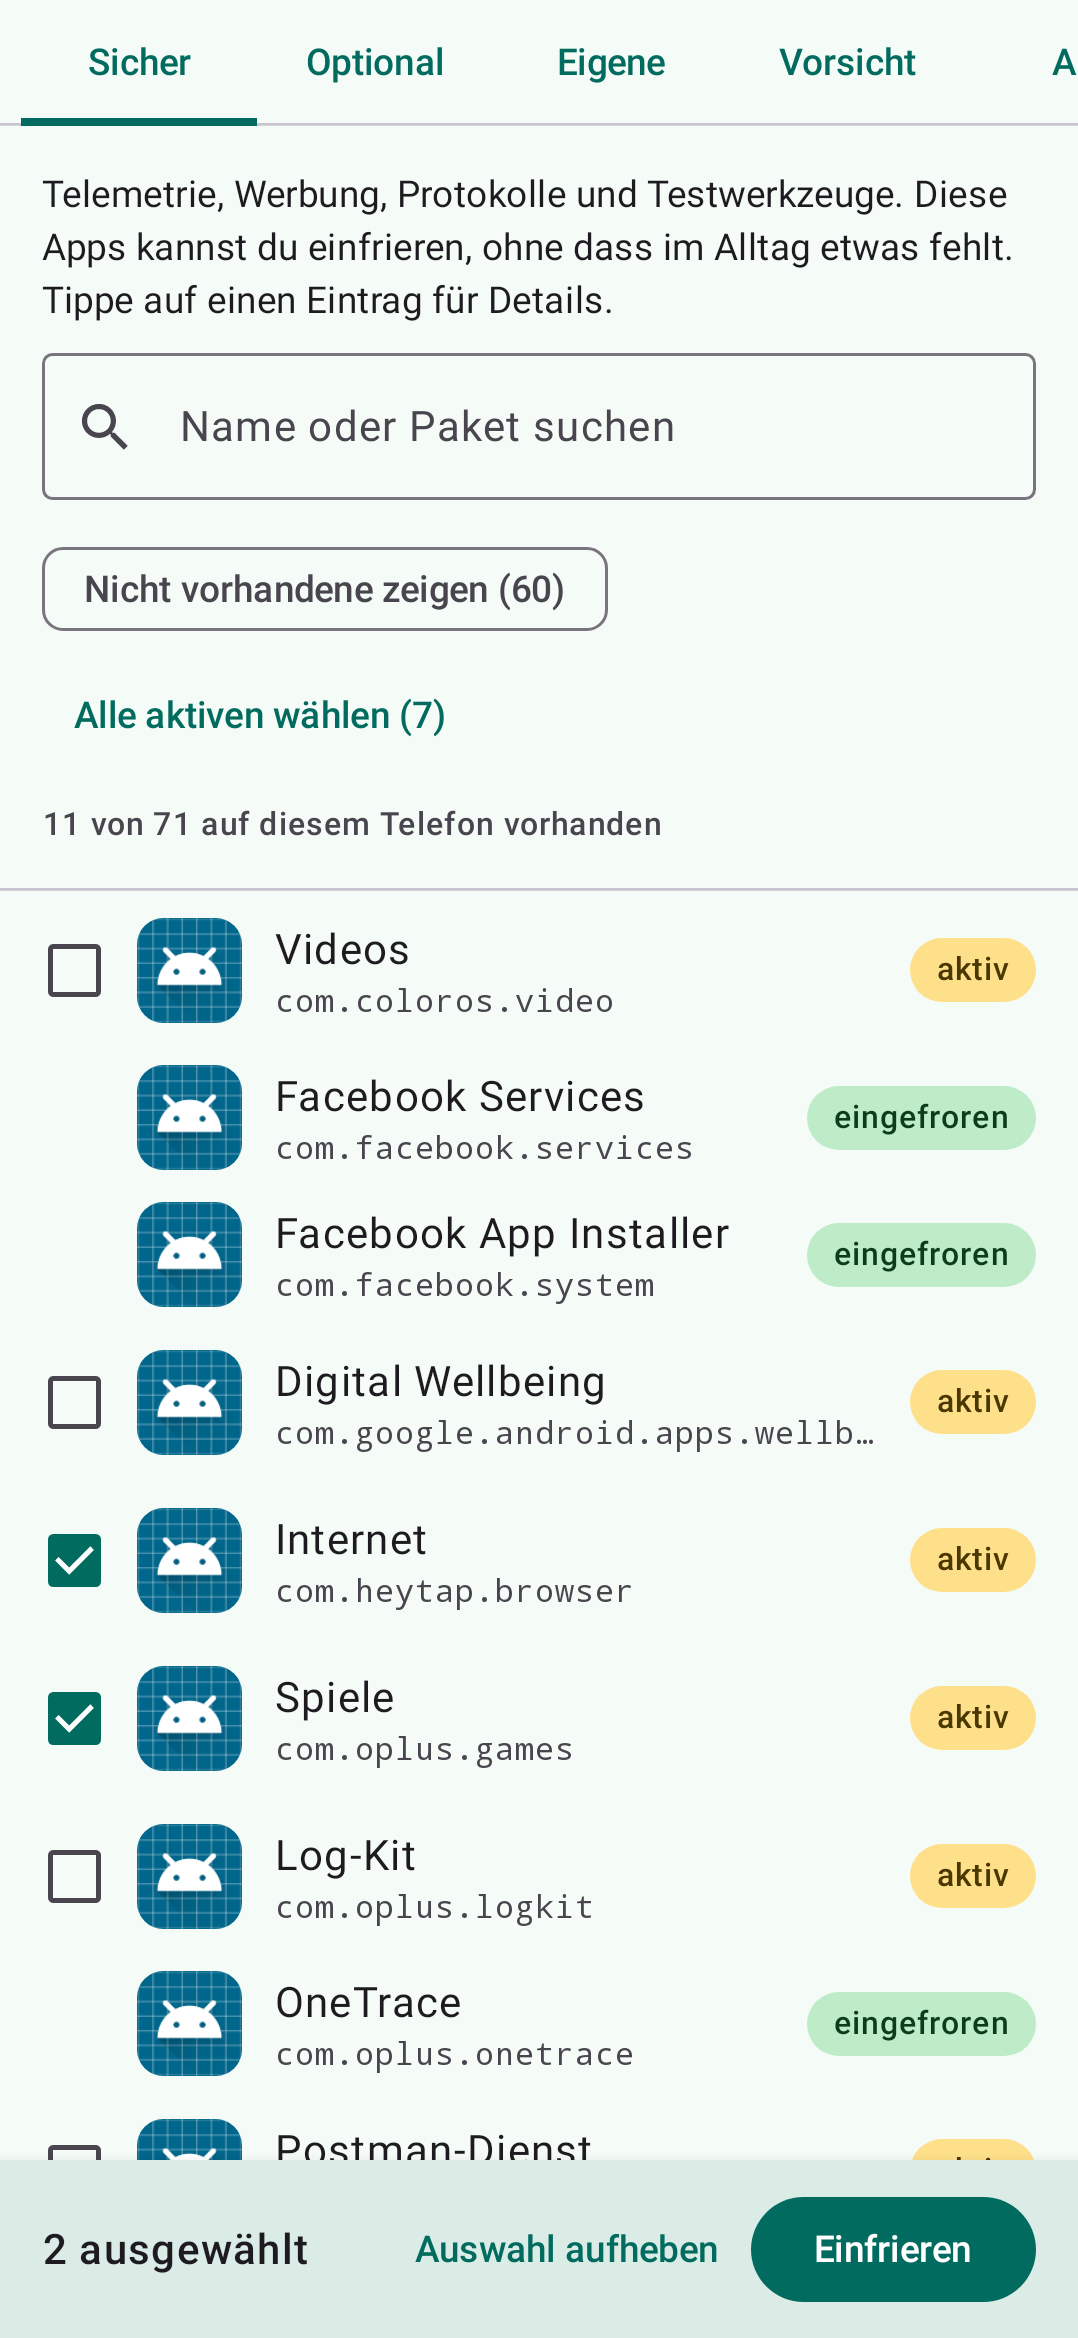 Sicher Optional Eigene Vorsicht A
Telemetrie, Werbung, Protokolle und Testwerkzeuge. Diese
Apps kannst du einfrieren, ohne dass im Alltag etwas fehlt.
Tippe auf einen Eintrag für Details.
Name oder Paket suchen
Nicht vorhandene zeigen (60)
Alle aktiven wählen (7)
11 von 71 auf diesem Telefon vorhanden
Videos
com.coloros.video
aktiv
Facebook Services
com.facebook.services
eingefroren
Facebook App Installer
com.facebook.system
eingefroren
Digital Wellbeing
com.google.android.apps.wellb…
aktiv
Internet
com.heytap.browser
aktiv
Spiele
com.oplus.games
aktiv
Log-Kit
com.oplus.logkit
aktiv
OneTrace
com.oplus.onetrace
eingefroren
Postman-Dienst
2 ausgewählt Auswahl aufheben Einfrieren